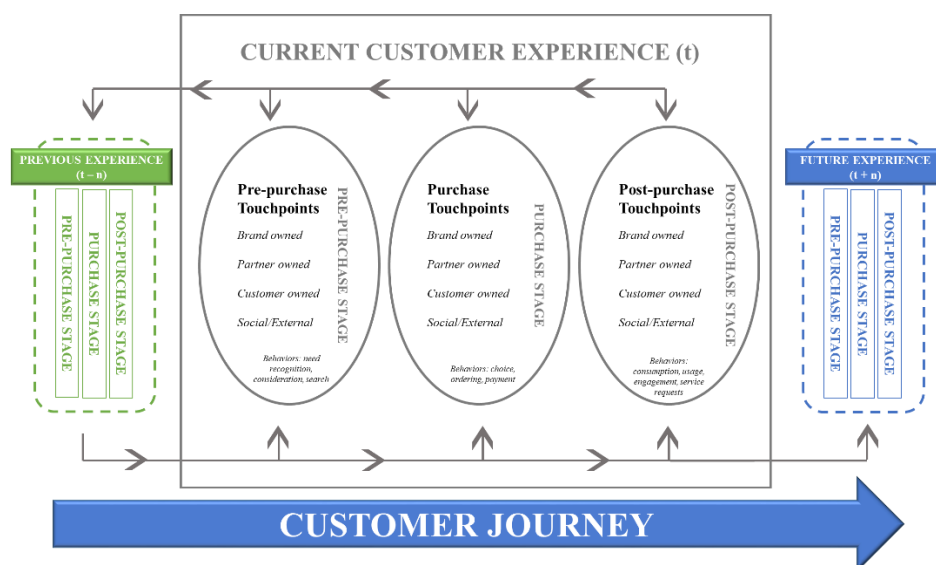 CURRENT CUSTOMER EXPERIENCE (t)
PREVIOUS EXPERIENCE
(t – n)
PRE-PURCHASE STAGE
PURCHASE STAGE
POST-PURCHASE STAGE
Pre-purchase
Touchpoints
Brand owned
Partner owned
Customer owned
Social/External
Behaviors: need
recognition,
consideration, search
PRE-PURCHASE STAGE
Purchase
Touchpoints
Brand owned
Partner owned
Customer owned
Social/External
Behaviors: choice,
ordering, payment
PURCHASE STAGE
Post-purchase
Touchpoints
Brand owned
Partner owned
Customer owned
Social/External
Behaviors:
consumption, usage,
engagement, service
requests
POST-PURCHASE STAGE
FUTURE EXPERIENCE
(t + n)
PRE-PURCHASE STAGE
PURCHASE STAGE
POST-PURCHASE STAGE
CUSTOMER JOURNEY